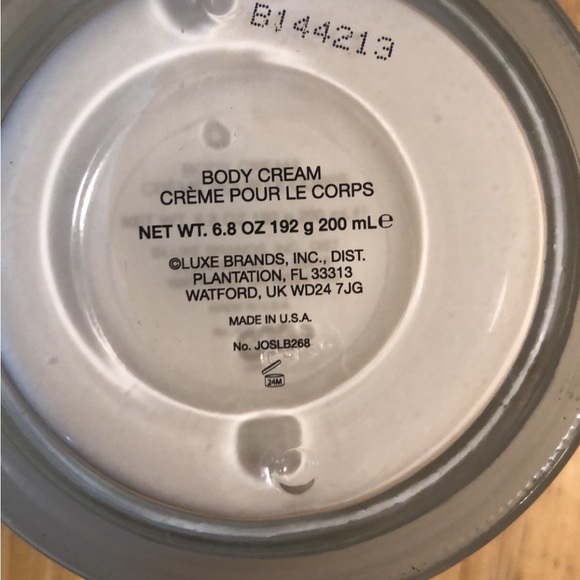 B144213
BODY CREAM
CRÈME POUR LE CORPS
NET WT. 6.8 OZ 192 g 200 mL℮
©LUXE BRANDS, INC., DIST.
PLANTATION, FL 33313
WATFORD, UK WD24 7JG
MADE IN U.S.A.
No. JOSLB268
24M